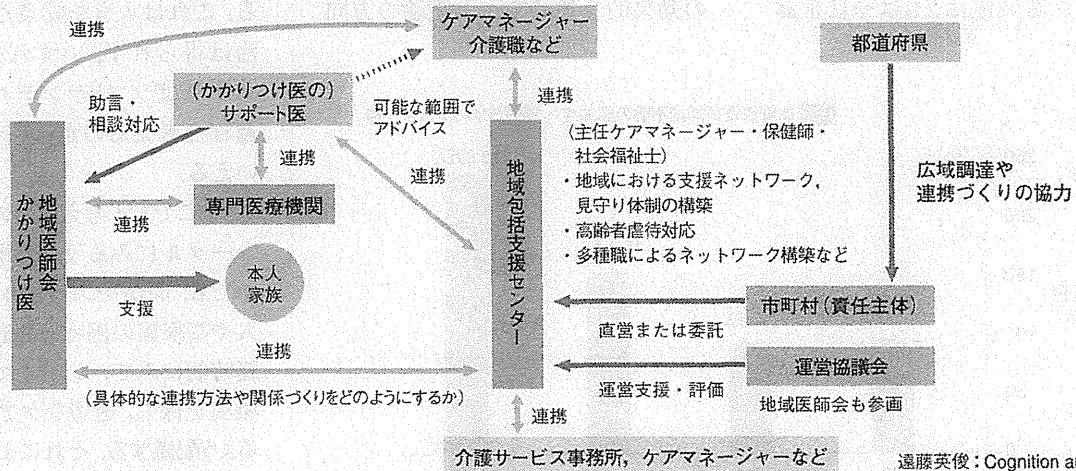 連携
ケアマネージャー
介護職など
都道府県
(かかりつけ医の)
サポート医
助言・
相談対応
可能な範囲で
アドバイス
連携
連携
連携
(主任ケアマネージャー・保健師・
社会福祉士)
・地域における支援ネットワーク,
見守り体制の構築
・高齢者虐待対応
・多種職によるネットワーク構築など
広域調達や
連携づくりの協力
地域医師会
かかりつけ医
連携
専門医療機関
地域包括支援センター
本人
家族
支援
市町村(責任主体)
直営または委託
連携
運営協議会
(具体的な連携方法や関係づくりをどのようにするか)
運営支援・評価
地域医師会も参画
連携
介護サービス事務所,ケアマネージャーなど
遠藤英俊:Cognition a